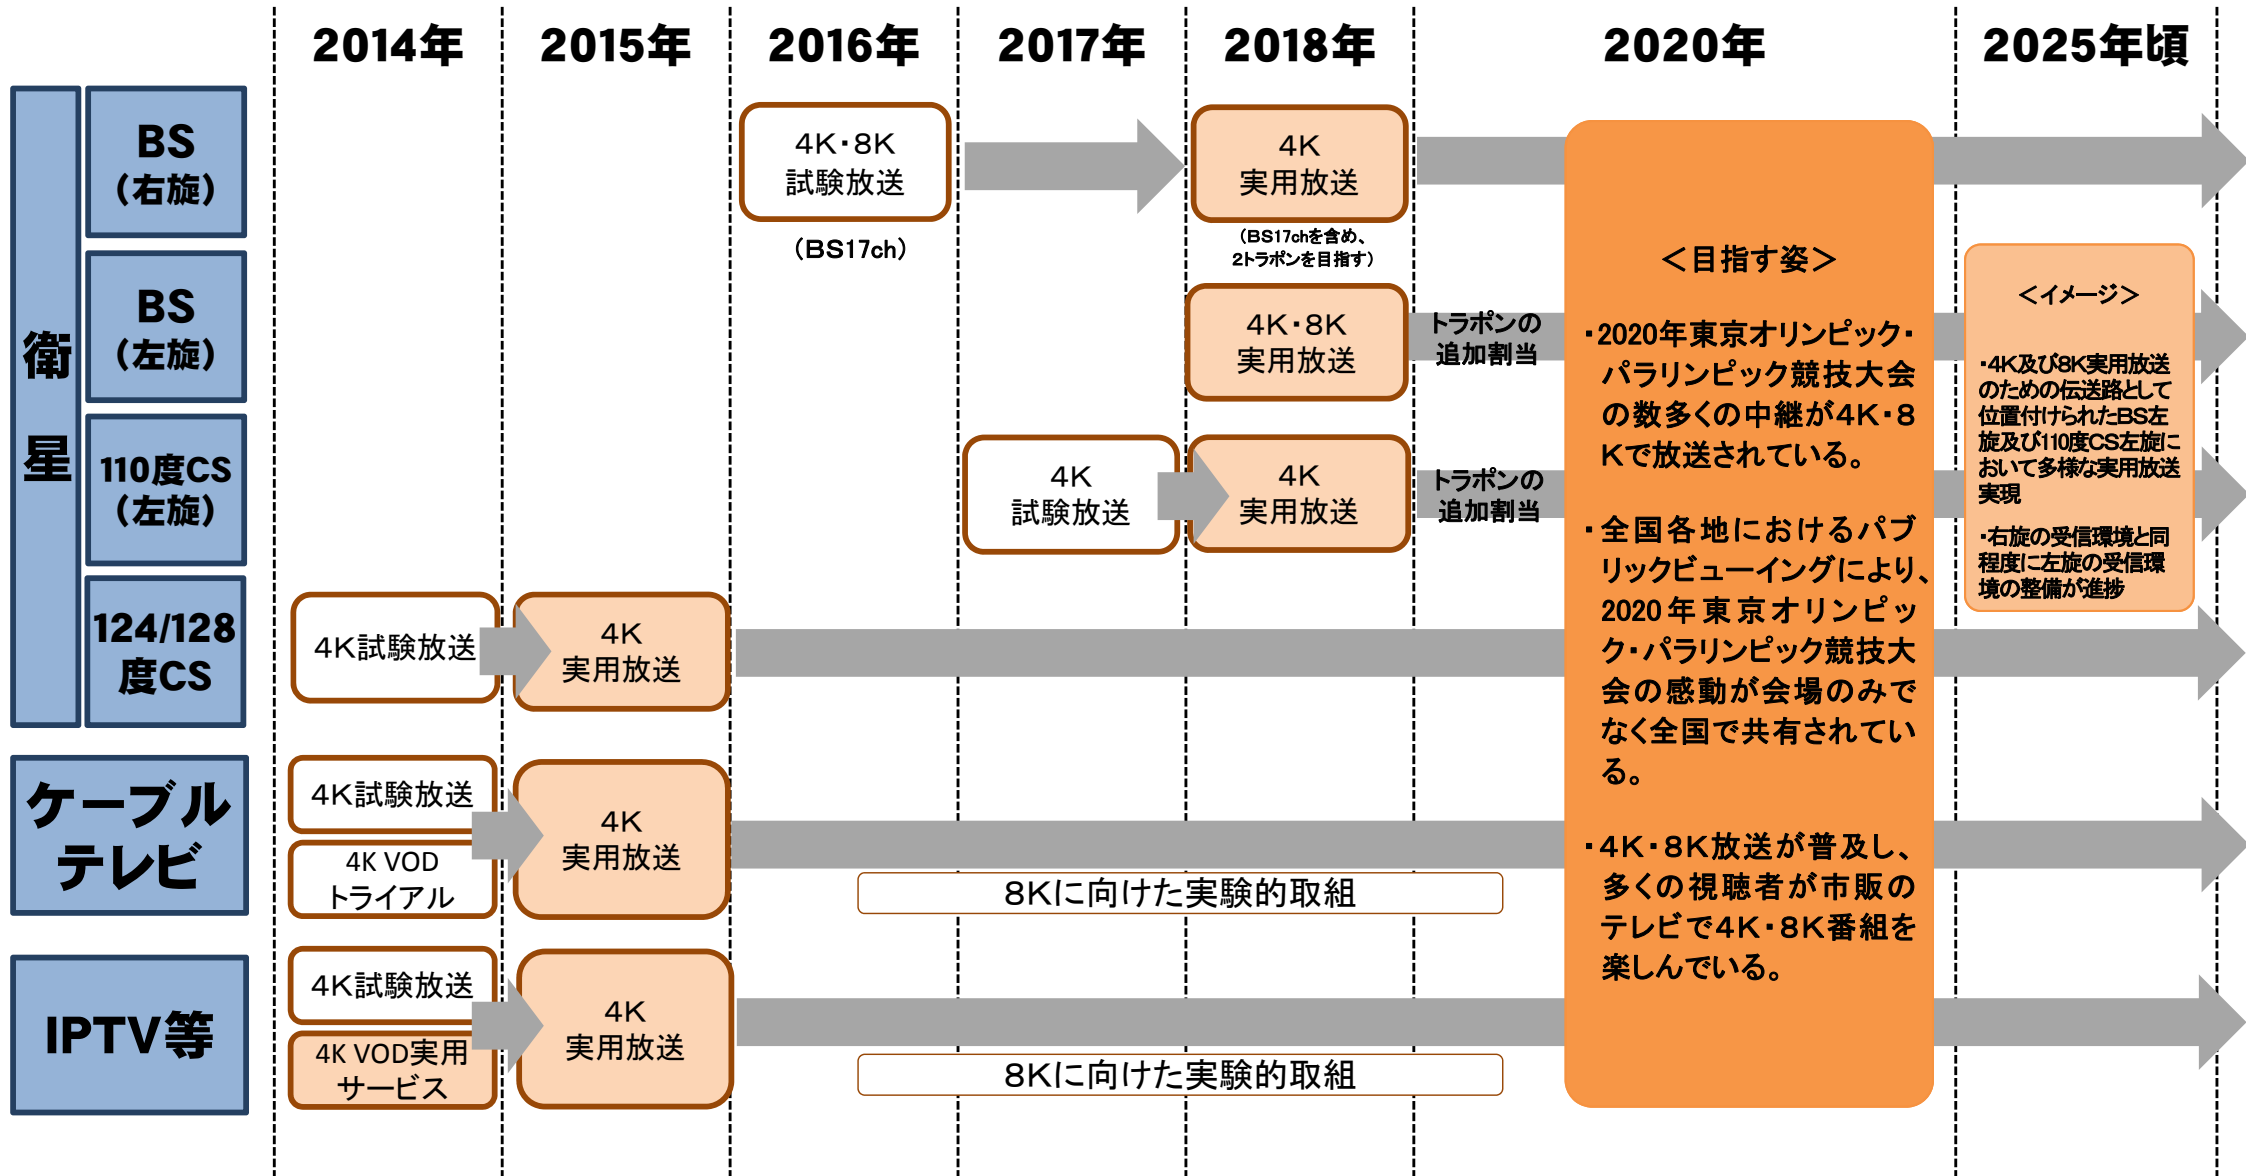 2014年
2015年
2016年
2017年
2018年
2020年
2025年頃
衛星
BS
（右旋）
4K・8K
試験放送
（BS17ch）
4K
実用放送
（BS17chを含め、
2トラポンを目指す）
BS
（左旋）
4K・8K
実用放送
トラポンの
追加割当
110度CS
（左旋）
4K
試験放送
4K
実用放送
トラポンの
追加割当
124/128
度CS
4K試験放送
4K
実用放送
ケーブル
テレビ
4K試験放送
4K VOD
トライアル
4K
実用放送
8Kに向けた実験的取組
IPTV等
4K試験放送
4K VOD実用
サービス
4K
実用放送
8Kに向けた実験的取組
＜目指す姿＞
・2020年東京オリンピック・
パラリンピック競技大会
の数多くの中継が4K・8
Kで放送されている。
・全国各地におけるパブ
リックビューイングにより、
2020年東京オリンピッ
ク・パラリンピック競技大
会の感動が会場のみで
なく全国で共有されてい
る。
・4K・8K放送が普及し、
多くの視聴者が市販の
テレビで4K・8K番組を
楽しんでいる。
＜イメージ＞
・4K及び8K実用放送
のための伝送路として
位置付けられたBS左
旋及び110度CS左旋に
おいて多様な実用放送
実現
・右旋の受信環境と同
程度に左旋の受信環
境の整備が進捗